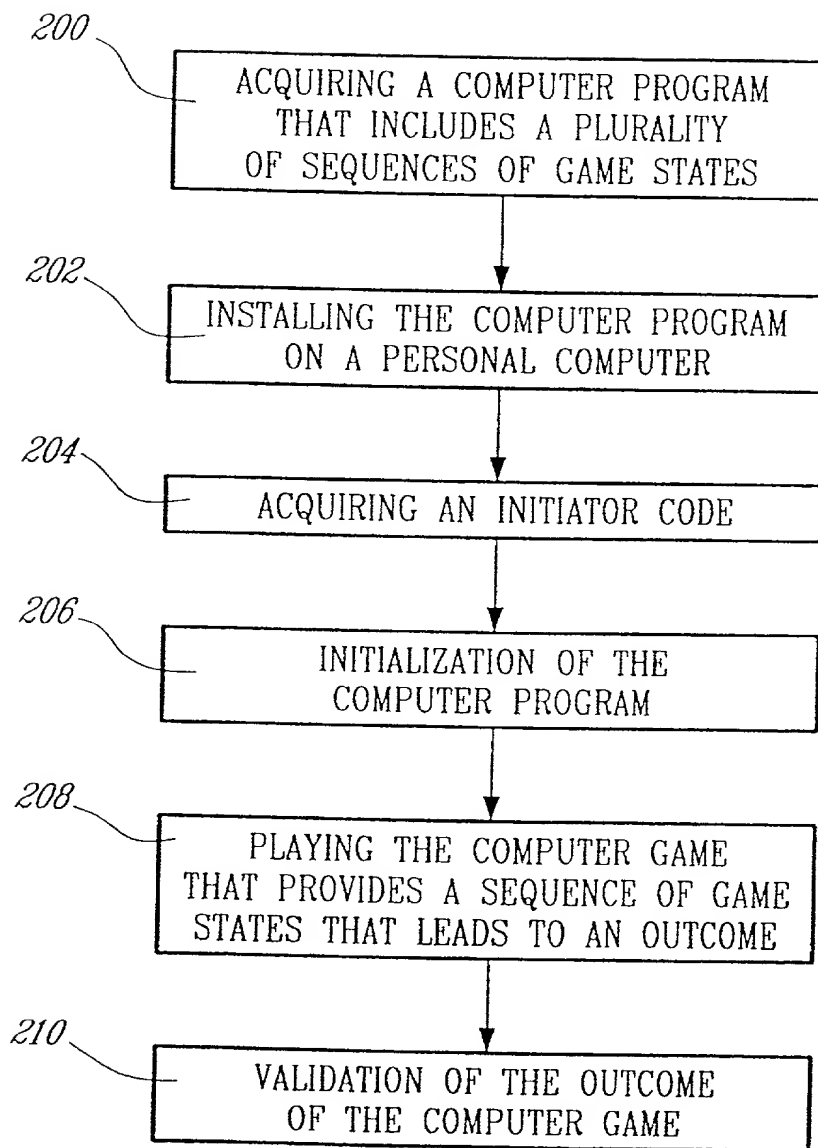 200
ACQUIRING A COMPUTER PROGRAM
THAT INCLUDES A PLURALITY
OF SEQUENCES OF GAME STATES
202
INSTALLING THE COMPUTER PROGRAM
ON A PERSONAL COMPUTER
204
ACQUIRING AN INITIATOR CODE
206
INITIALIZATION OF THE
COMPUTER PROGRAM
208
PLAYING THE COMPUTER GAME
THAT PROVIDES A SEQUENCE OF GAME
STATES THAT LEADS TO AN OUTCOME
210
VALIDATION OF THE OUTCOME
OF THE COMPUTER GAME